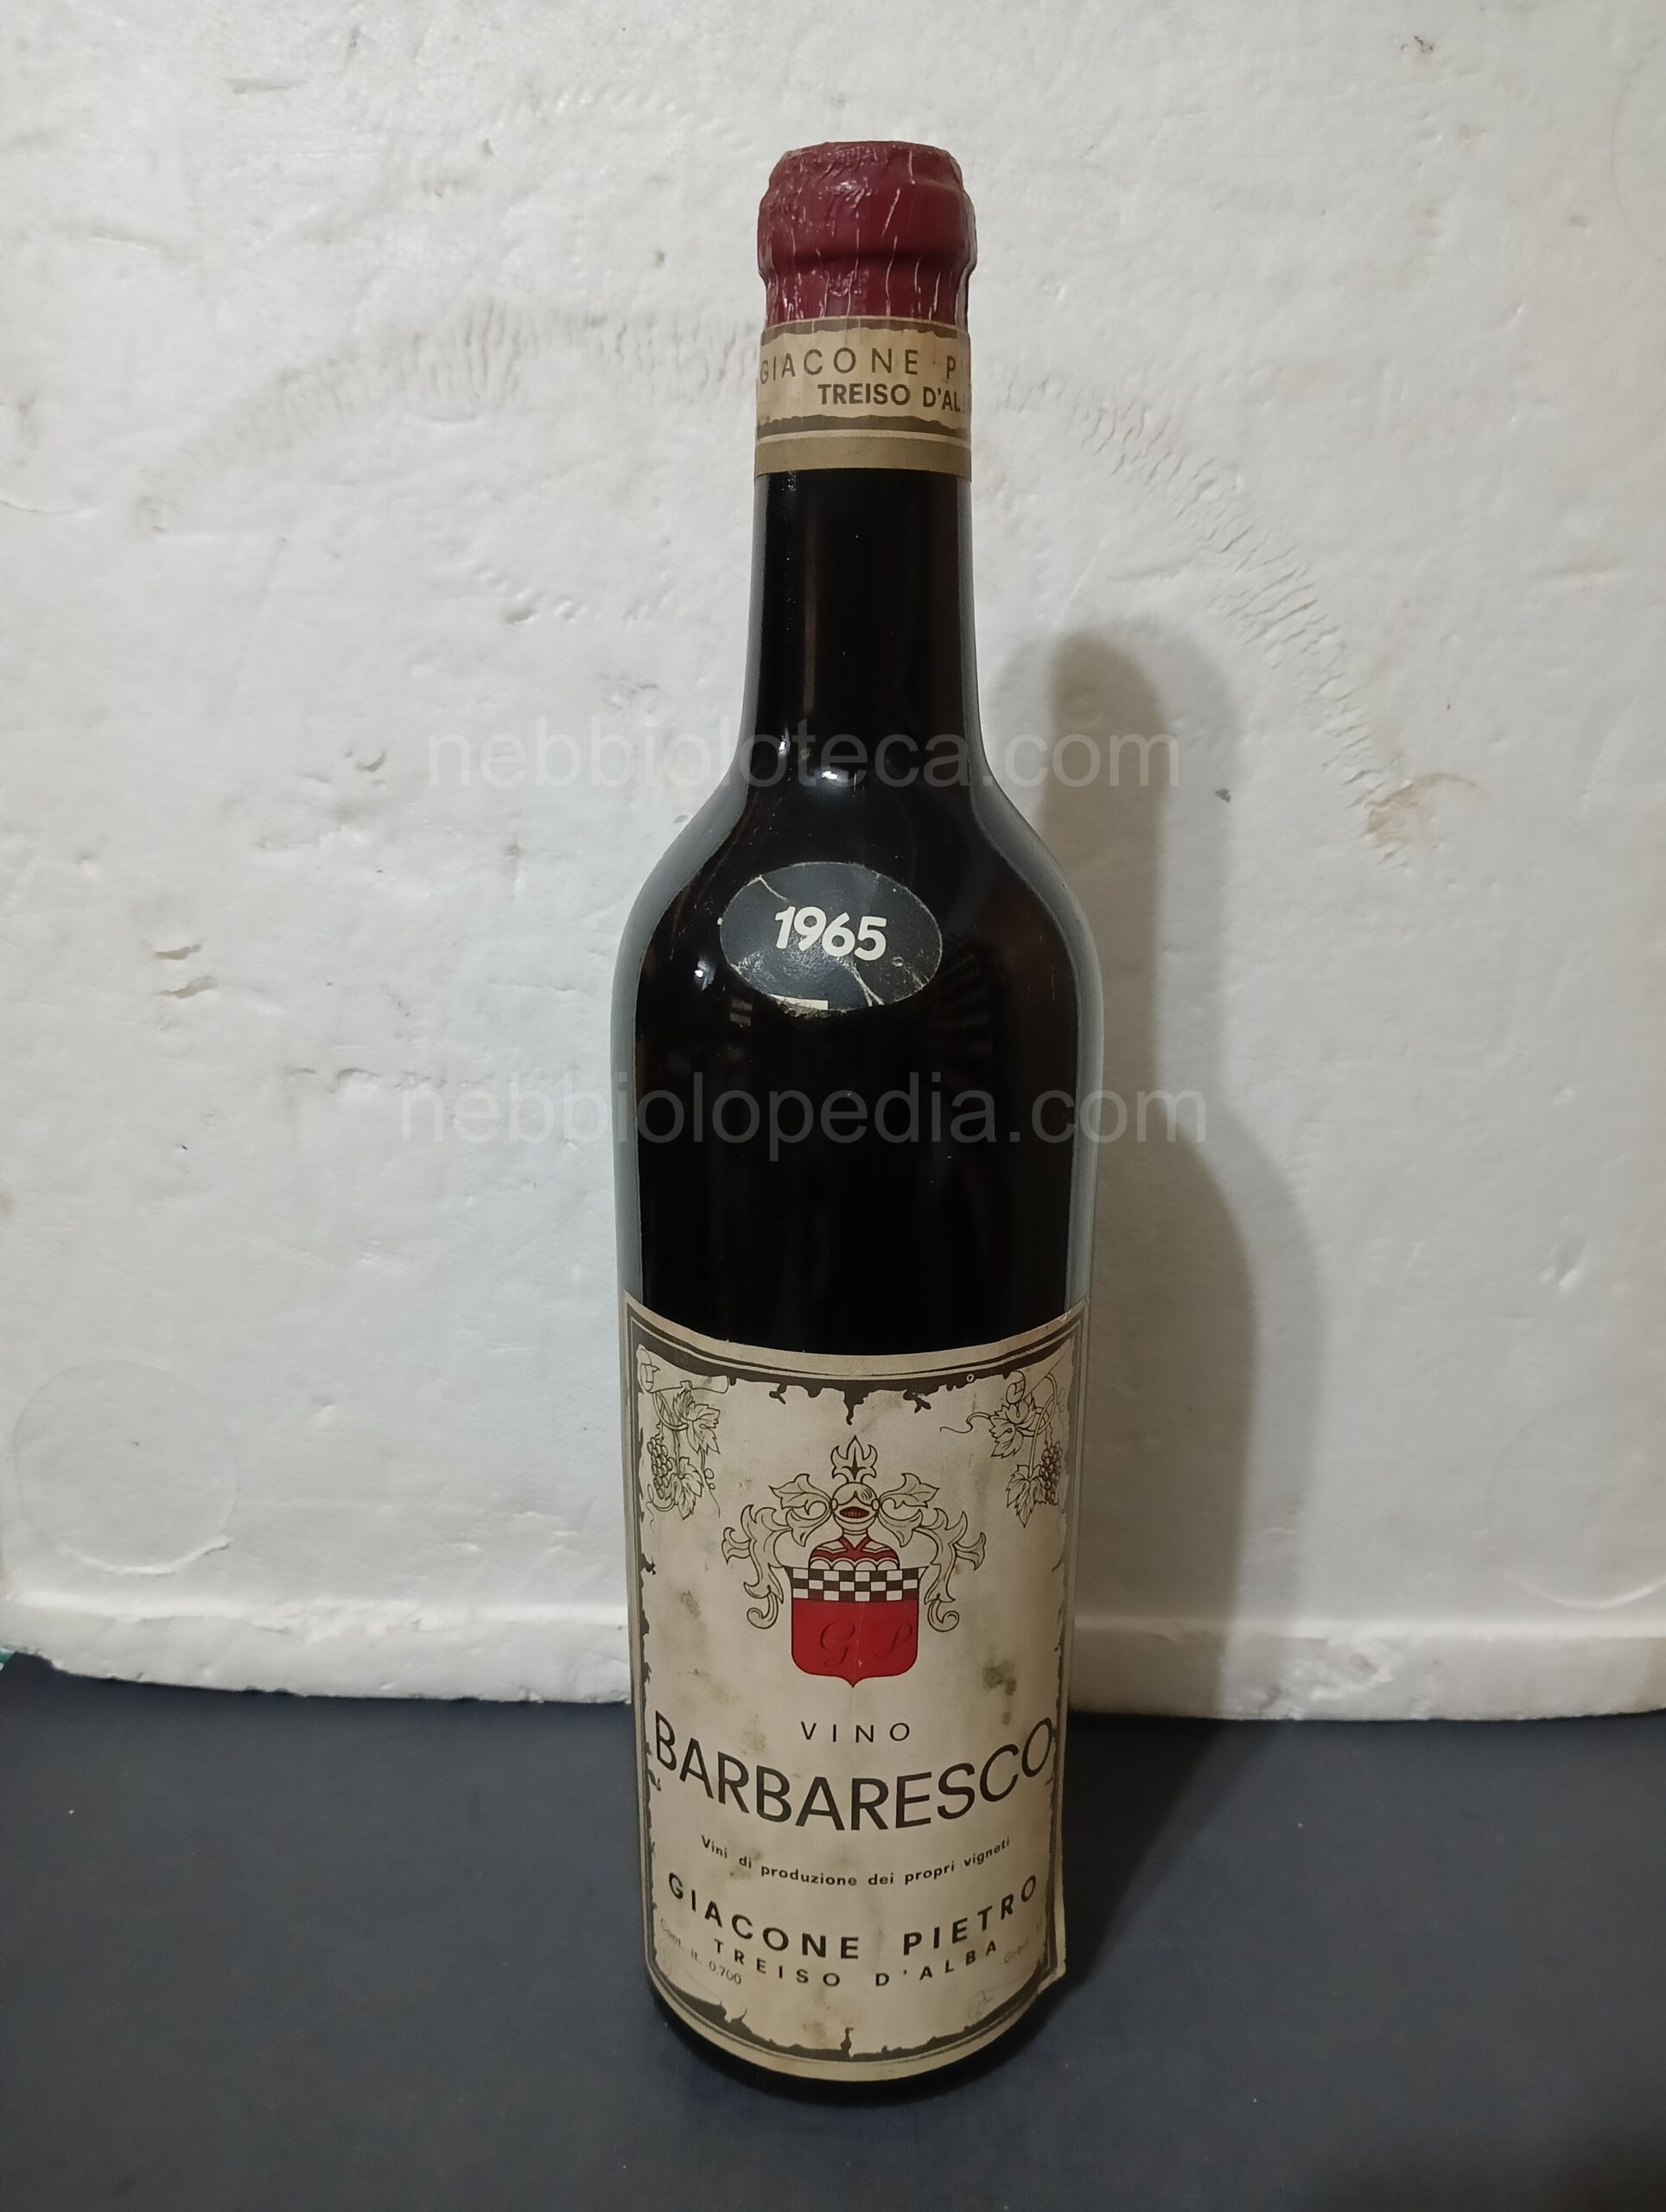 GIACONE P
TREISO D'AL
nebbioloteca.com
1965
nebbiolopedia.com
G P
VINO
BARBARESCO
Vini di produzione dei propri vigneti
GIACONE PIETRO
TREISO D'ALBA
Cont. lt. 0,700